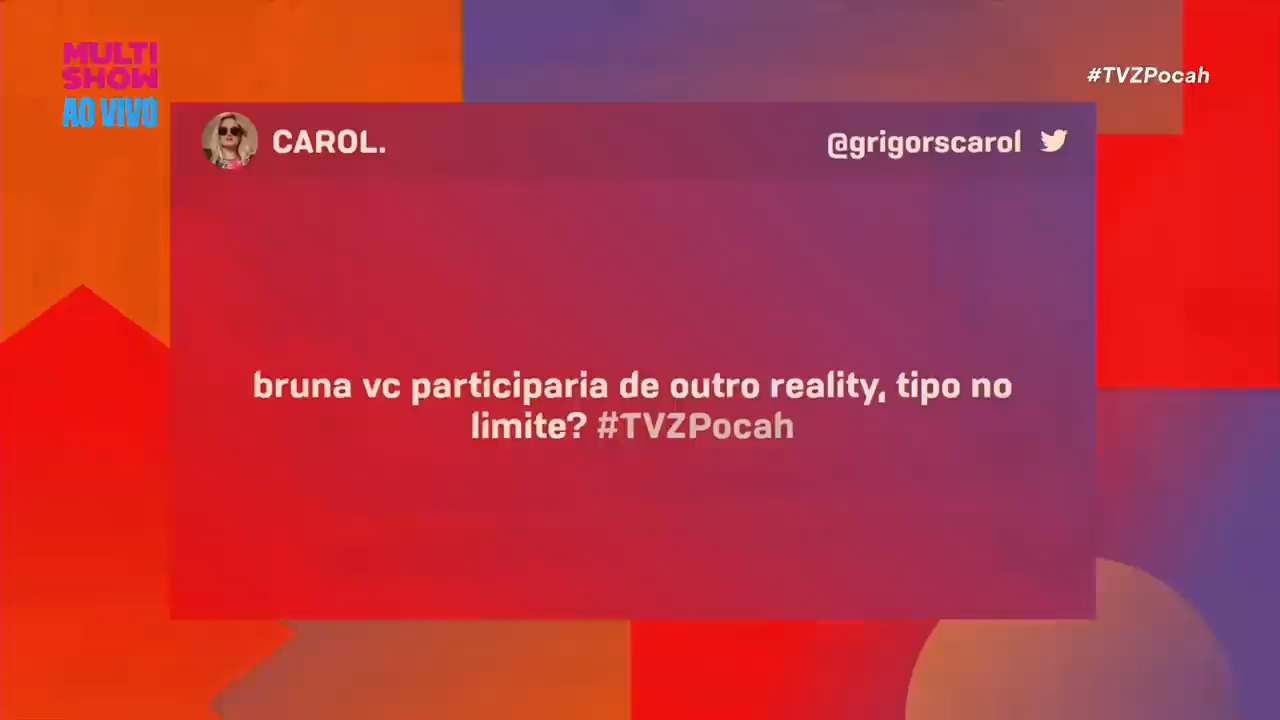 MULTI
SHOW
AO VIVO
#TVZPocah
CAROL.
@grigorscarol
bruna vc participaria de outro reality, tipo no
limite? #TVZPocah